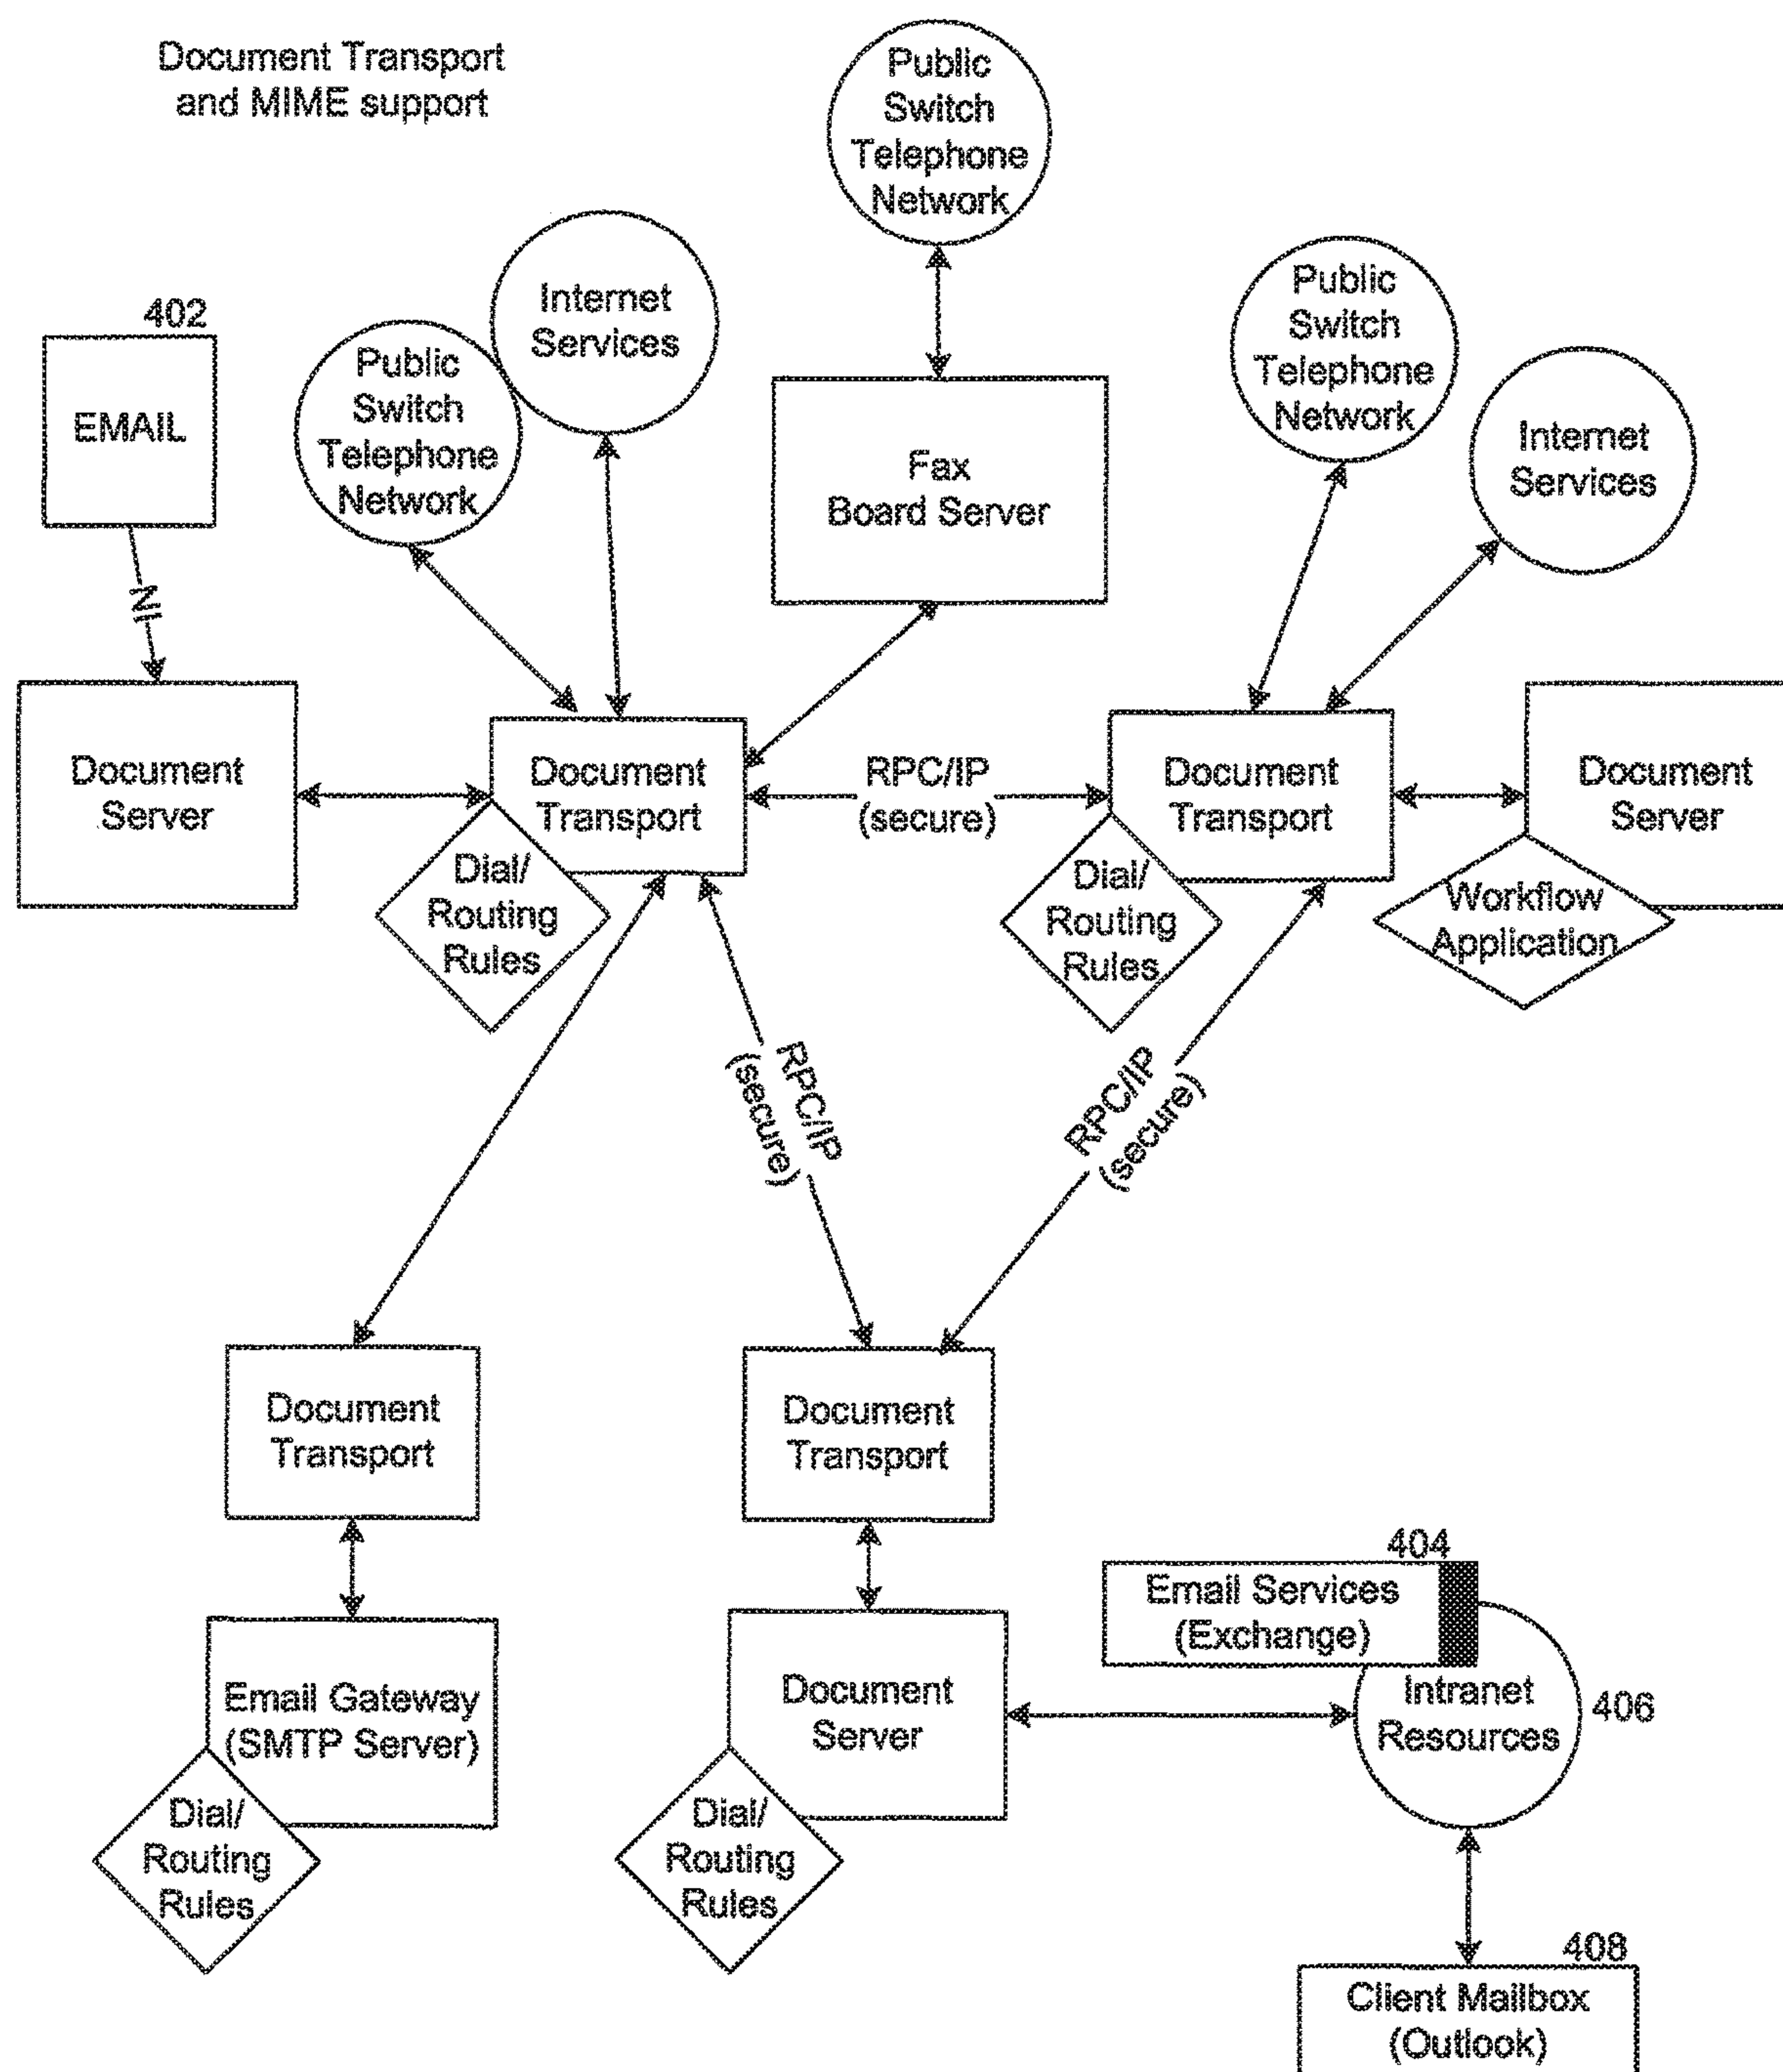 Document Transport
and MIME support
Public
Switch
Telephone
Network
Internet
Services
Public
Switch
Telephone
Network
402
EMAIL
Public
Switch
Telephone
Network
Fax
Board Server
Internet
Services
IN
Document
Server
Document
Transport
RPC/IP
(secure)
Document
Transport
Document
Server
Dial/
Routing
Rules
Dial/
Routing
Rules
Workflow
Application
RPC/IP
(secure)
RPC/IP
(secure)
Document
Transport
Document
Transport
404
Email Services
(Exchange)
Email Gateway
(SMTP Server)
Document
Server
Intranet
Resources
406
Dial/
Routing
Rules
Dial/
Routing
Rules
408
Client Mailbox
(Outlook)